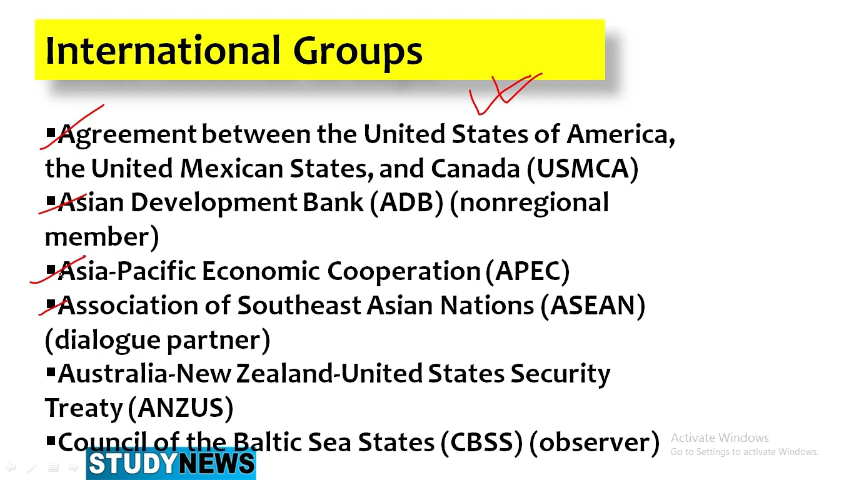 International Groups
▪Agreement between the United States of America,
the United Mexican States, and Canada (USMCA)
▪Asian Development Bank (ADB) (nonregional
member)
▪Asia-Pacific Economic Cooperation (APEC)
▪Association of Southeast Asian Nations (ASEAN)
(dialogue partner)
▪Australia-New Zealand-United States Security
Treaty (ANZUS)
▪Council of the Baltic Sea States (CBSS) (observer)
Activate Windows
Go to Settings to activate Windows.
STUDYNEWS